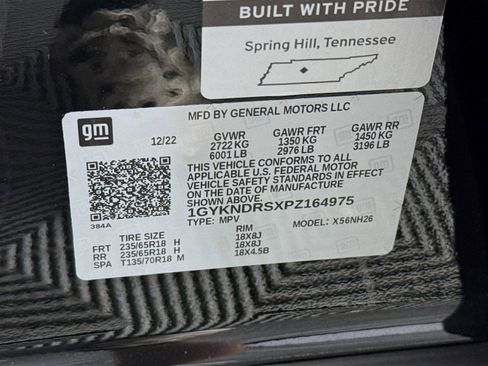 BUILT WITH PRIDE
Spring Hill, Tennessee
gm
MFD BY GENERAL MOTORS LLC
12/22
GVWR GAWR FRT GAWR RR
2722 KG 1350 KG 1450 KG
6001 LB 2976 LB 3196 LB
THIS VEHICLE CONFORMS TO ALL
APPLICABLE U.S. FEDERAL MOTOR
VEHICLE SAFETY STANDARDS IN EFFECT
ON THE DATE OF MANUFACTURE
SHOWN ABOVE.
1GYKNDRSXPZ164975
TYPE: MPV MODEL: X56NH26
384A
TIRE SIZE RIM
FRT 235/65R18 H 18X8J
RR 235/65R18 H 18X8J
SPA T135/70R18 M 18X4.5B